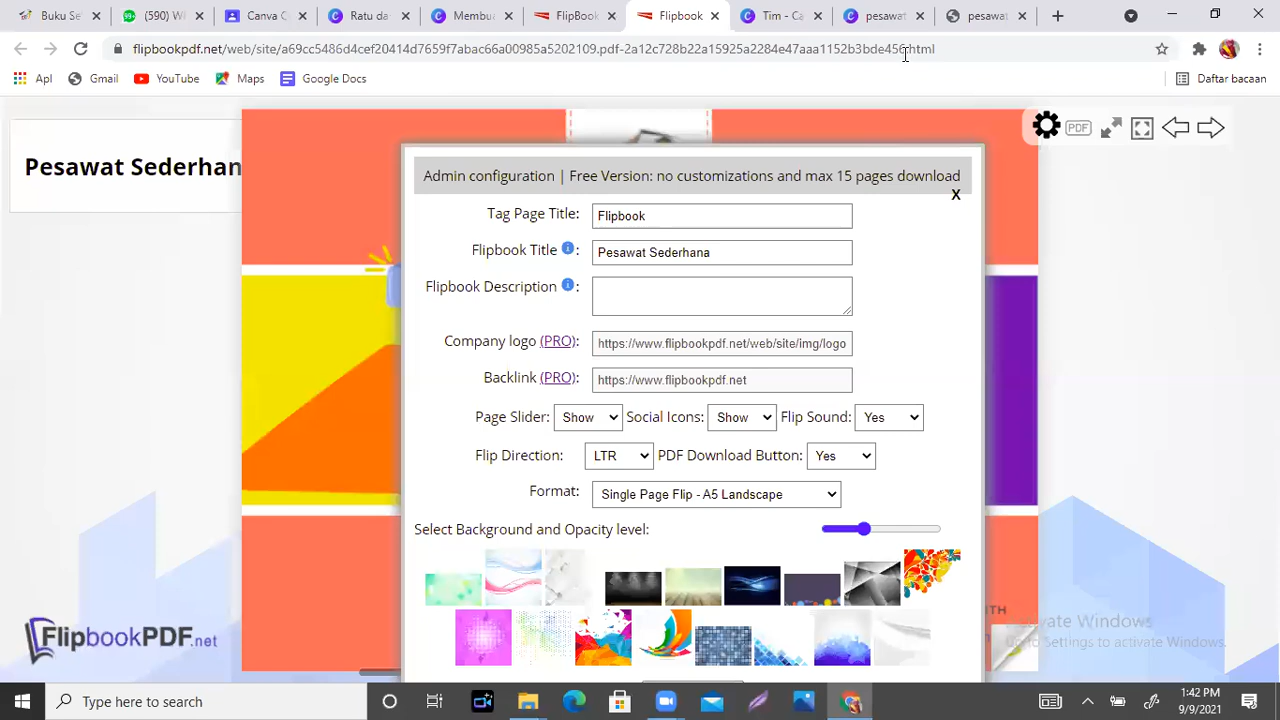 Buku Se
(590) Wl
Canva C
Ratu da
Membu
FlipBook
Flipbook
Tim - Ca
pesawat
pesawat
flipbookpdf.net/web/site/a69cc5486d4cef20414d7659f7abac66a00985a5202109.pdf-2a12c728b22a15925a2284e47aaa1152b3bde456.html
Apl
Gmail
YouTube
Maps
Google Docs
Daftar bacaan
Pesawat Sederhan
PDF
Admin configuration | Free Version: no customizations and max 15 pages download
X
Tag Page Title: Flipbook
Flipbook Title i : Pesawat Sederhana
Flipbook Description i :
Company logo (PRO): https://www.flipbookpdf.net/web/site/img/logo
Backlink (PRO): https://www.flipbookpdf.net
Page Slider: Show Social Icons: Show Flip Sound: Yes
Flip Direction: LTR PDF Download Button: Yes
Format: Single Page Flip - A5 Landscape
Select Background and Opacity level:
FlipbookPDF.net
Activate Windows
Go to Settings to activate Windows.
Type here to search
1:42 PM
9/9/2021